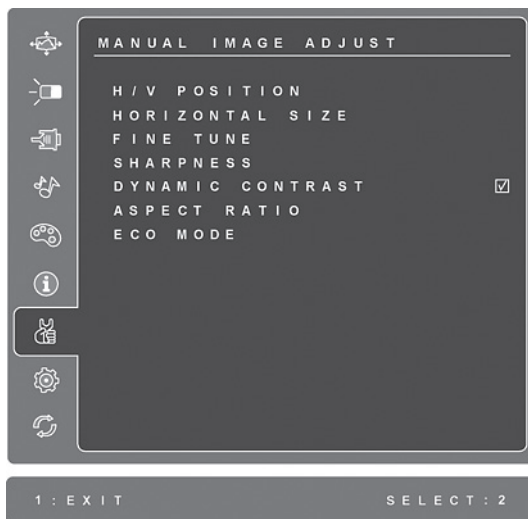 MANUAL IMAGE ADJUST
H/V POSITION
HORIZONTAL SIZE
FINE TUNE
SHARPNESS
DYNAMIC CONTRAST
ASPECT RATIO
ECO MODE
1:EXIT SELECT:2